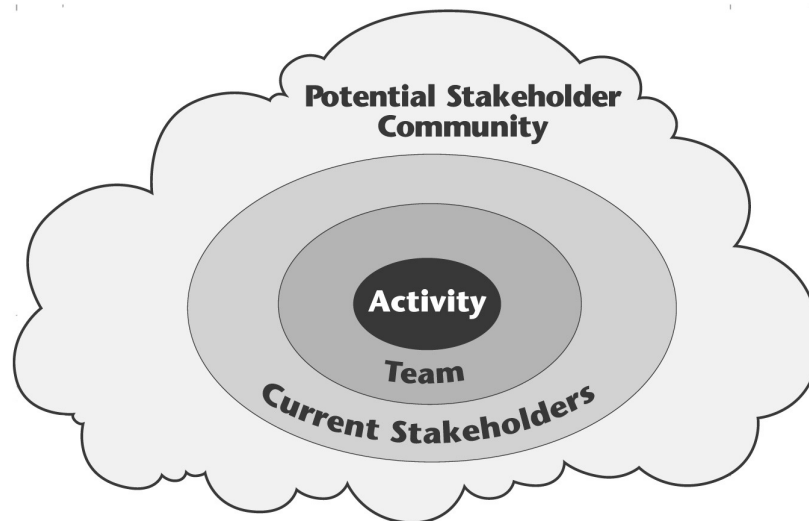 Potential Stakeholder
Community
Activity
Team
Current Stakeholders